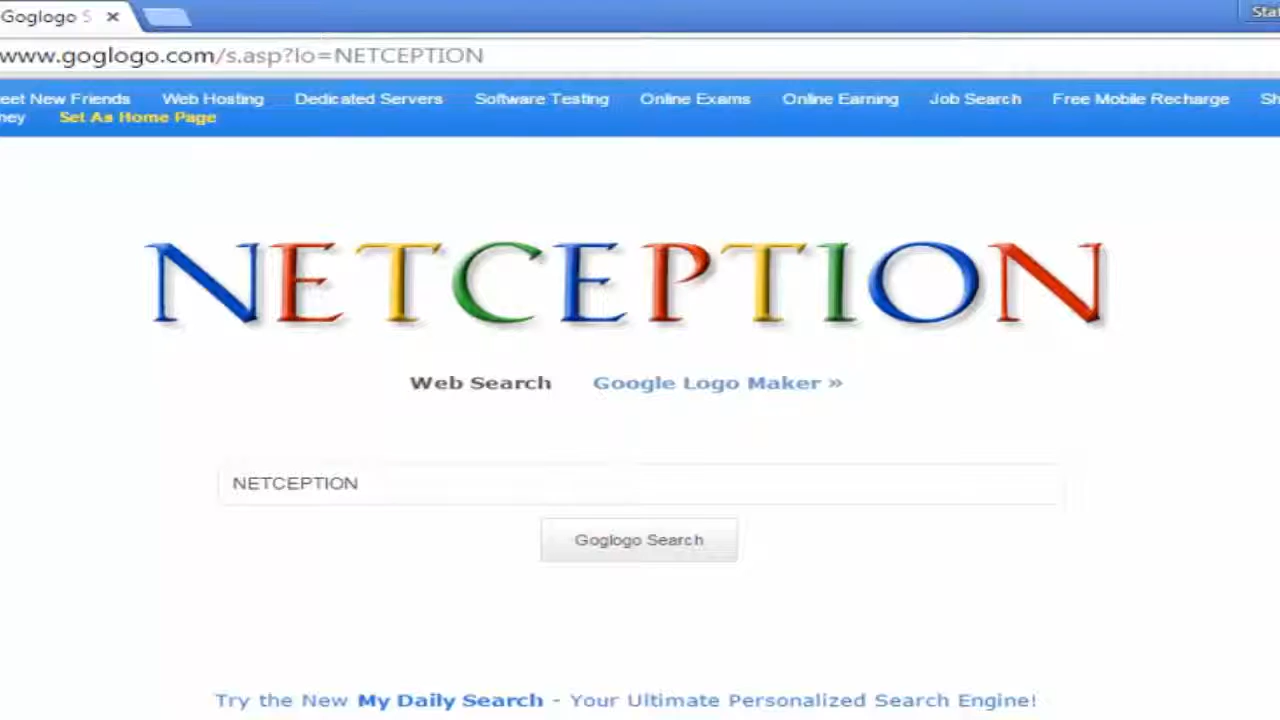 Goglogo S
www.goglogo.com/s.asp?lo=NETCEPTION
eet New Friends Web Hosting Dedicated Servers Software Testing Online Exams Online Earning Job Search Free Mobile Recharge Sh
ney Set As Home Page
NETCEPTION
Web Search Google Logo Maker »
NETCEPTION
Goglogo Search
Try the New My Daily Search - Your Ultimate Personalized Search Engine!